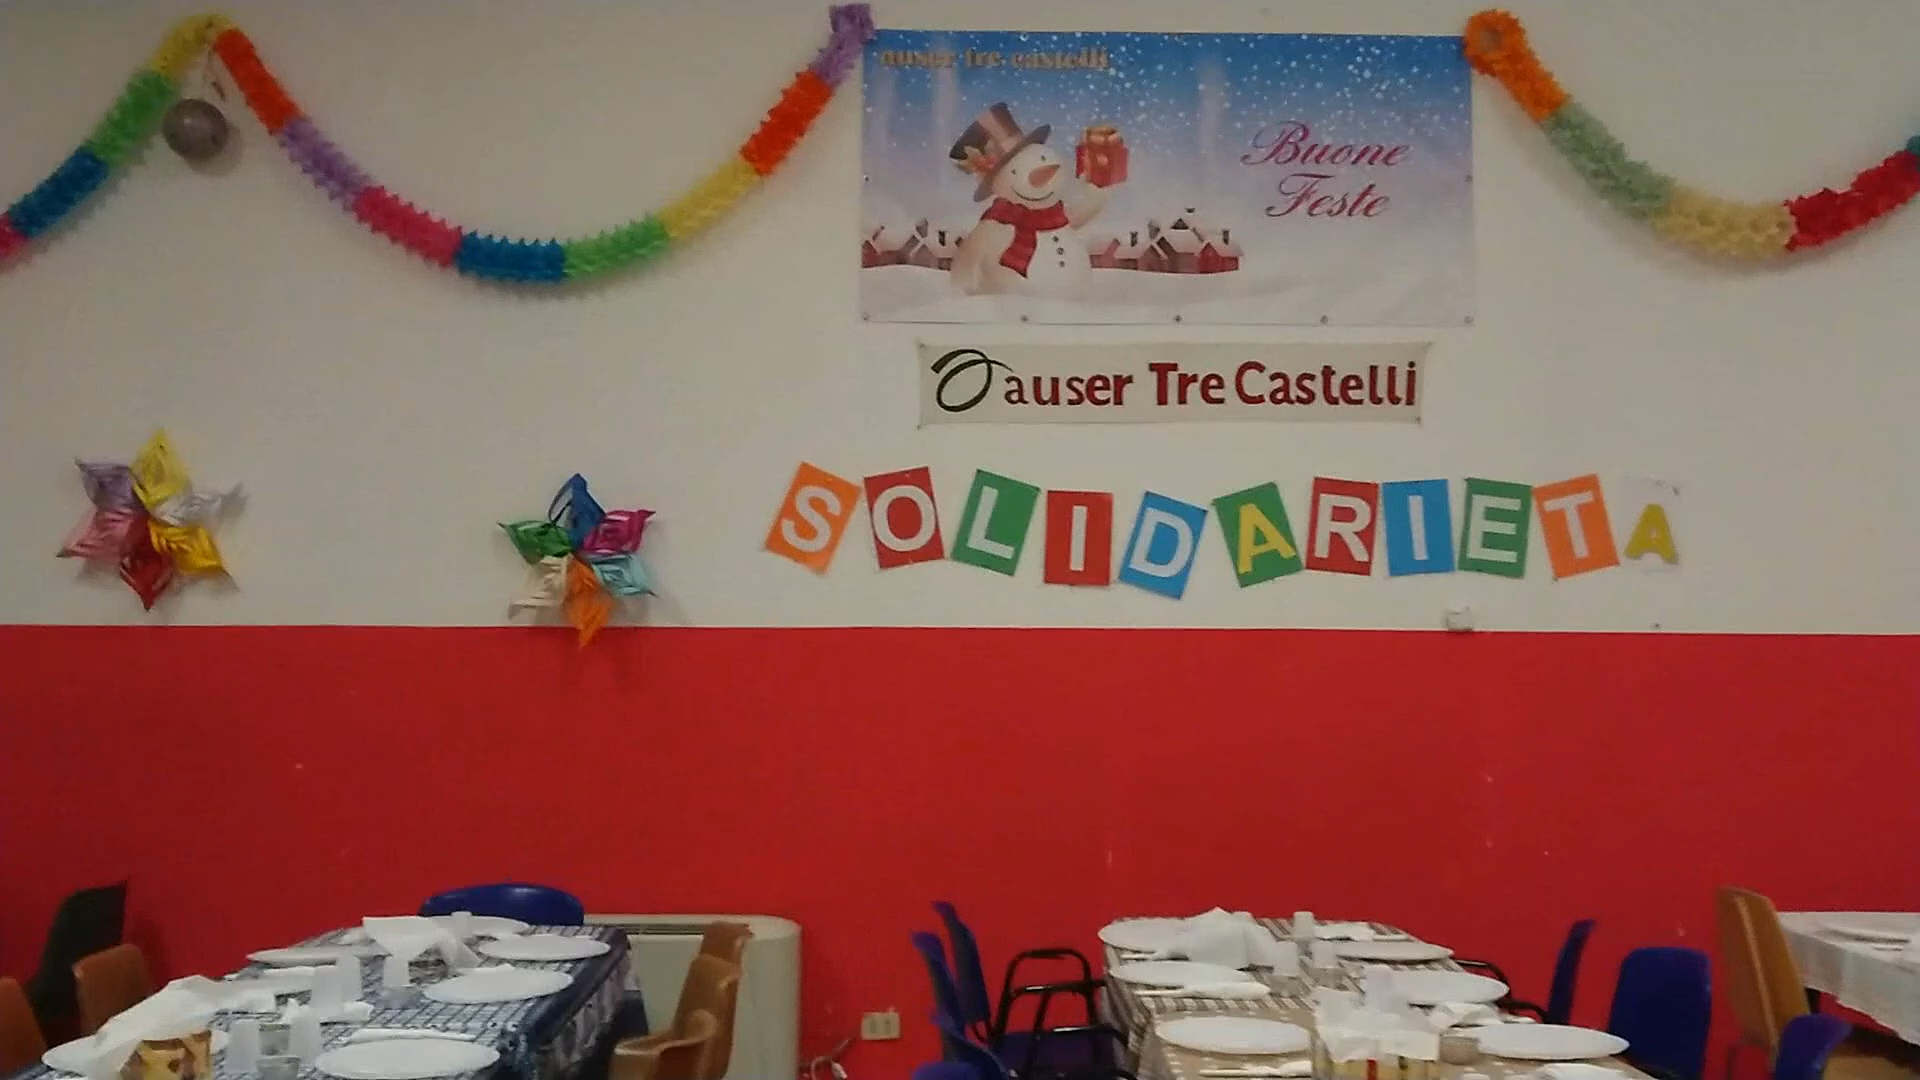 auser tre castelli
Buone
Feste
auser Tre Castelli
SOLIDARIETA